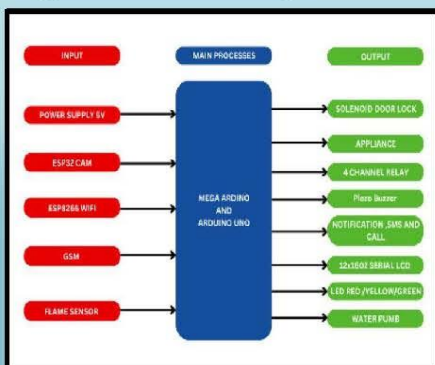 INPUT
MAIN PROCESSES
OUTPUT
POWER SUPPLY 5V
ESP32 CAM
ESP8266 WIFI
GSM
FLAME SENSOR
MEGA ARDINO
AND
ARDUINO UNO
SOLENOID DOOR LOCK
APPLIANCE
4 CHANNEL RELAY
Piezo Buzzer
NOTIFICATION ,SMS AND
CALL
12x1602 SERIAL LCD
LED RED /YELLOW/GREEN
WATER PUMB